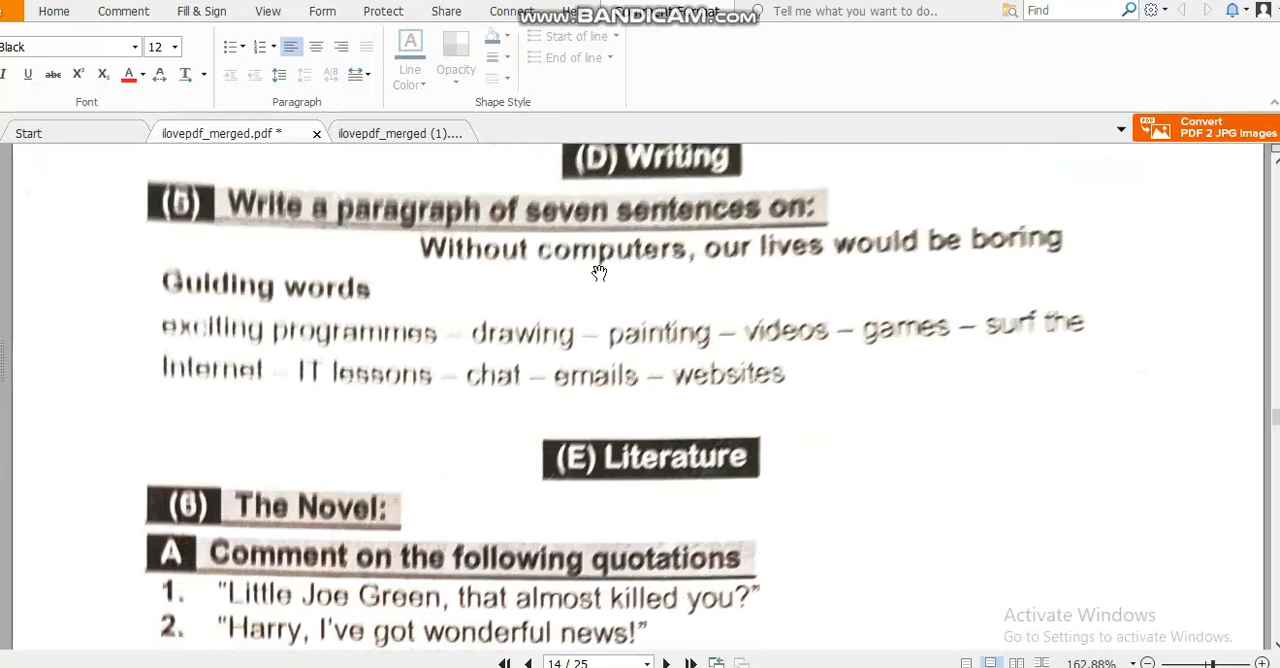 Home Comment Fill & Sign View Form Protect Share Connect Help Comment Format Tell me what you want to do.. Find
www.BANDICAM.com
Black 12
Start of line
End of line
Line Color Opacity
Font Paragraph Shape Style
Start ilovepdf_merged.pdf * ilovepdf_merged (1)....
Convert
PDF 2 JPG Images
(D) Writing
(5) Write a paragraph of seven sentences on:
Without computers, our lives would be boring
Guiding words
exciting programmes – drawing – painting – videos – games – surf the
Internet – IT lessons – chat – emails – websites
(E) Literature
(6) The Novel:
A Comment on the following quotations
1. "Little Joe Green, that almost killed you?"
2. "Harry, I've got wonderful news!"
Activate Windows
Go to Settings to activate Windows.
14 / 25 162.88%